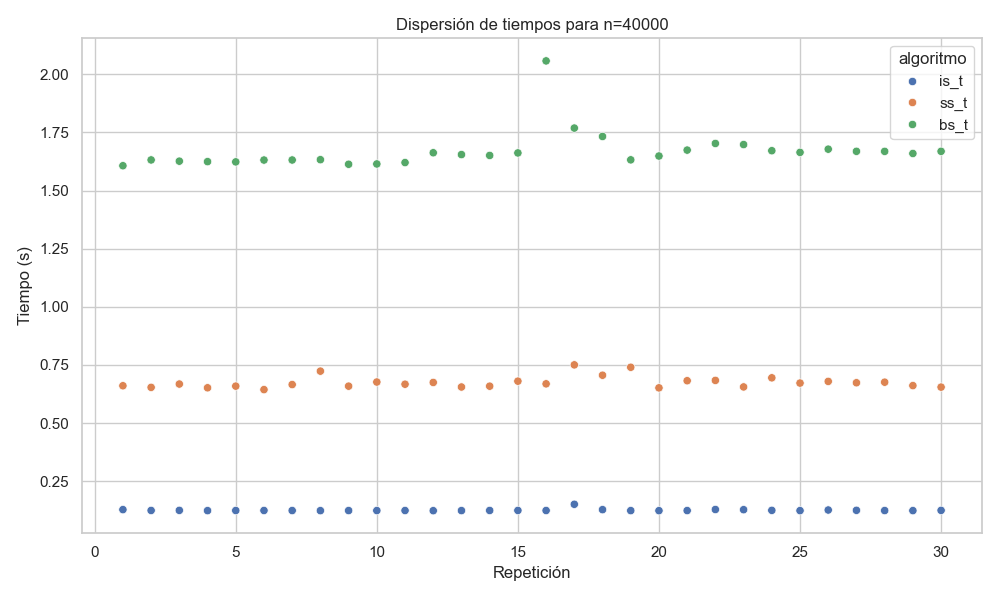 Dispersión de tiempos para n=40000
algoritmo
is_t
ss_t
bs_t
Tiempo (s)
2.00
1.75
1.50
1.25
1.00
0.75
0.50
0.25
0 5 10 15 20 25 30
Repetición